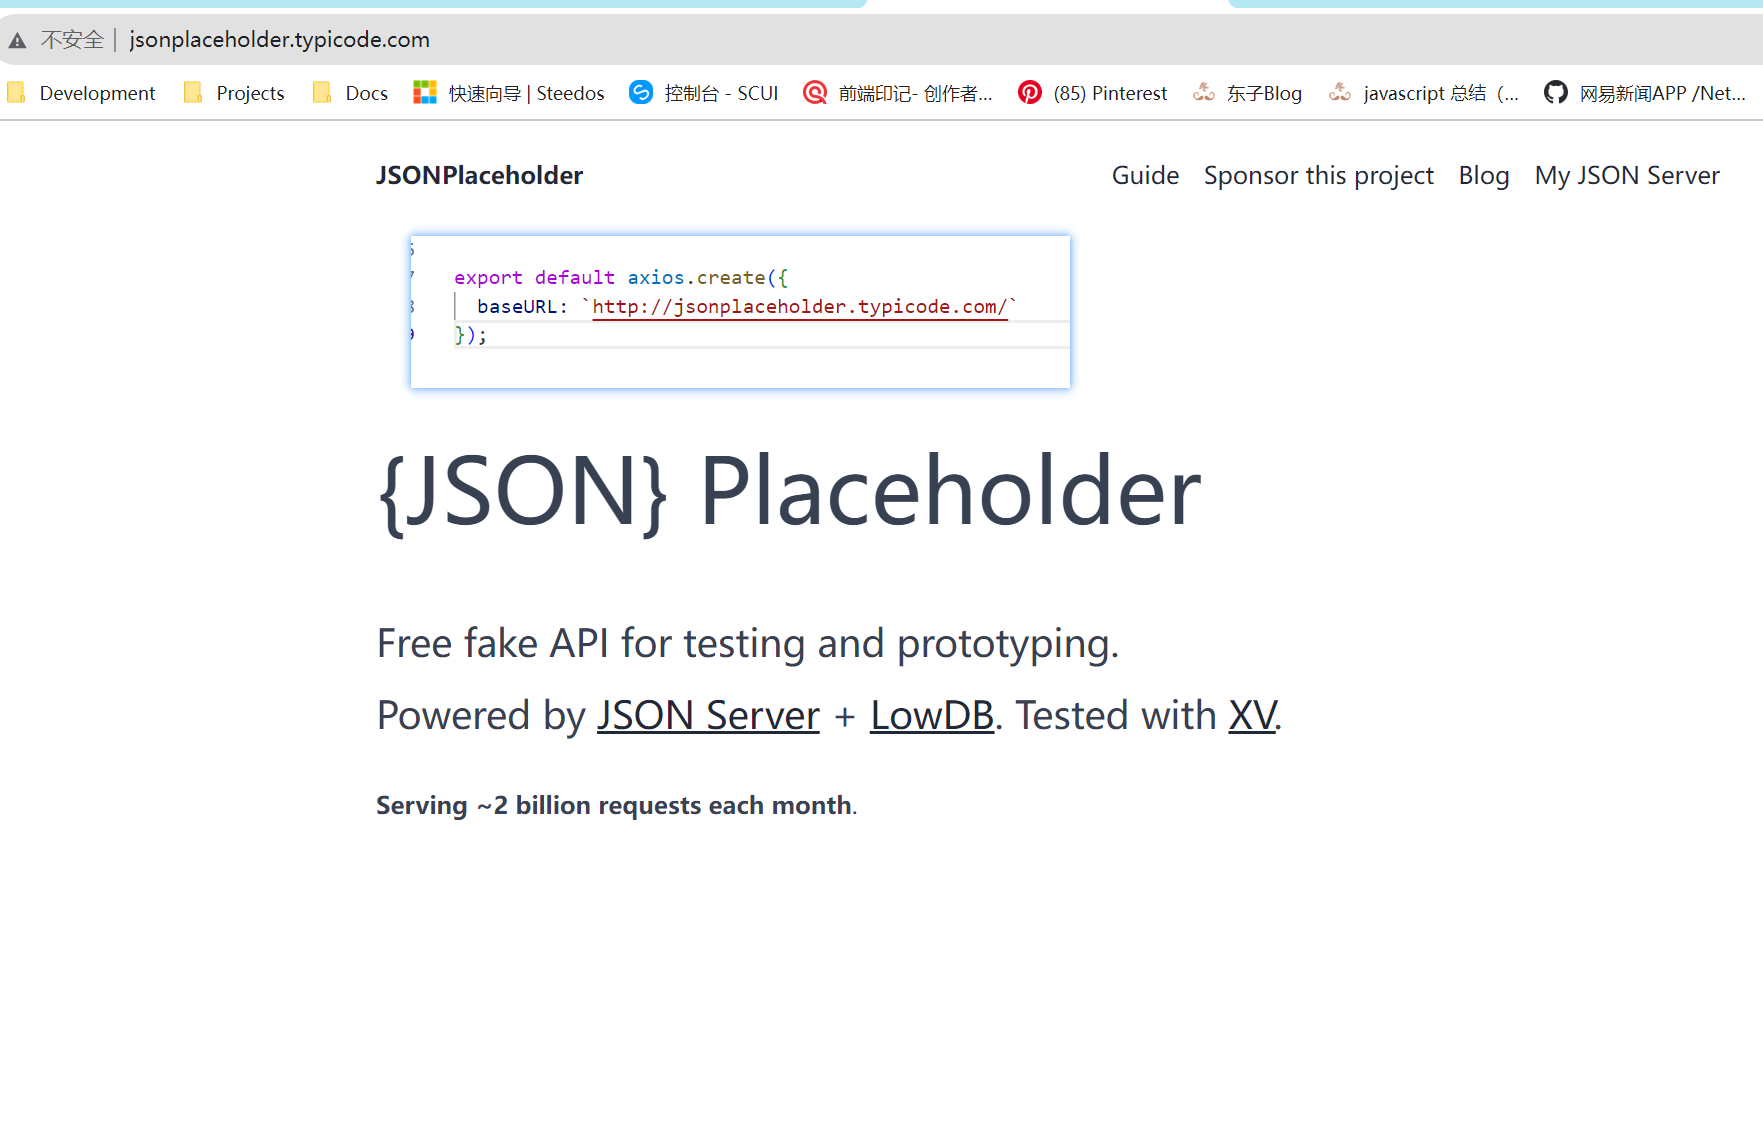 不安全 | jsonplaceholder.typicode.com
Development Projects Docs 快速向导 | Steedos 控制台 - SCUI 前端印记- 创作者... (85) Pinterest 东子Blog javascript 总结（... 网易新闻APP /Net...
JSONPlaceholder Guide Sponsor this project Blog My JSON Server
export default axios.create({
baseURL: `http://jsonplaceholder.typicode.com/`
});
{JSON} Placeholder
Free fake API for testing and prototyping.
Powered by JSON Server + LowDB. Tested with XV.
Serving ~2 billion requests each month.